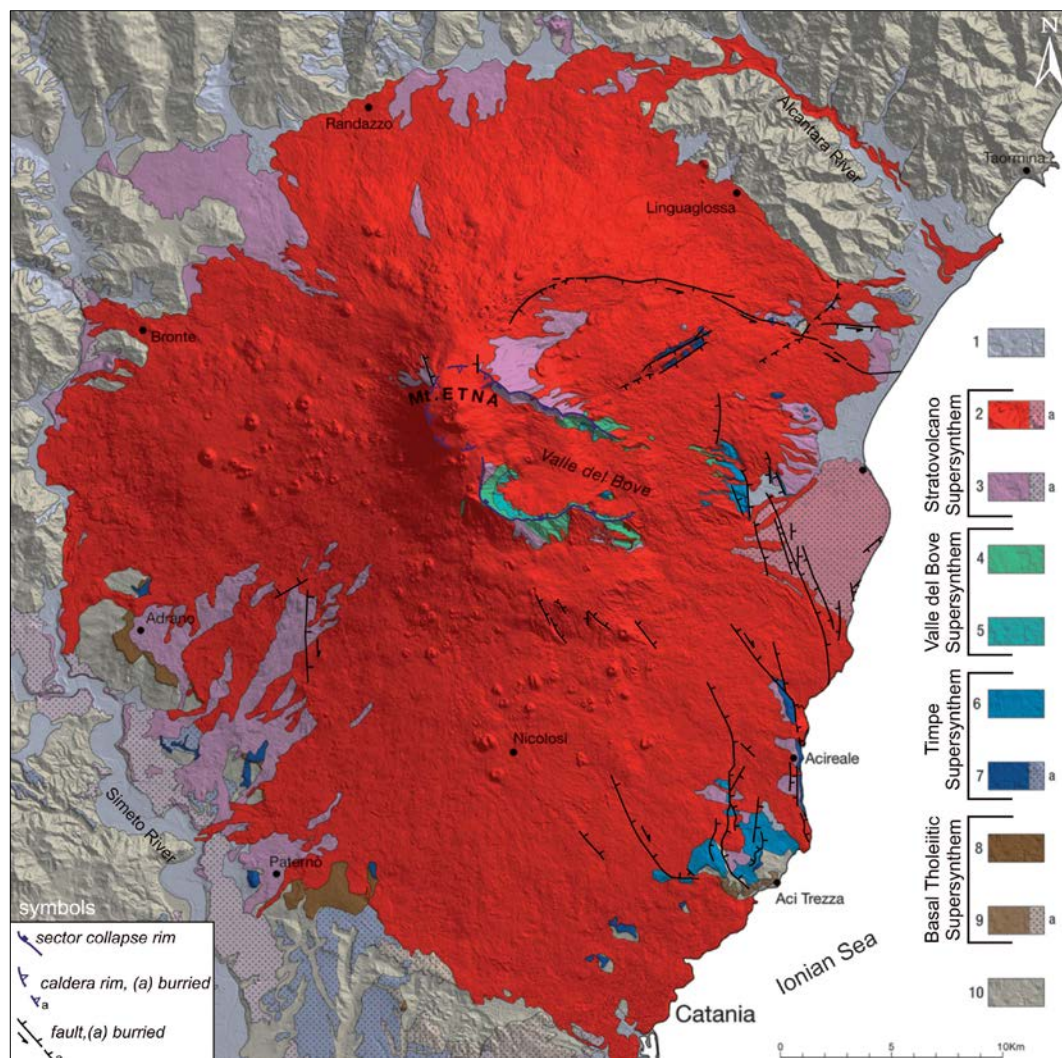 N
Randazzo
Alcantara River
Taormina
Linguaglossa
Bronte
Mt. ETNA
Valle del Bove
Adrano
Nicolosi
Acireale
Simeto River
Paternò
Aci Trezza
Ionian Sea
Catania
0 5 10Km
1
Stratovolcano
Supersynthem
2 a
3 a
Valle del Bove
Supersynthem
4
5
Timpe
Supersynthem
6
7 a
Basal Tholeiitic
Supersynthem
8
9 a
10
symbols
sector collapse rim
caldera rim, (a) burried
a
fault,(a) burried
a